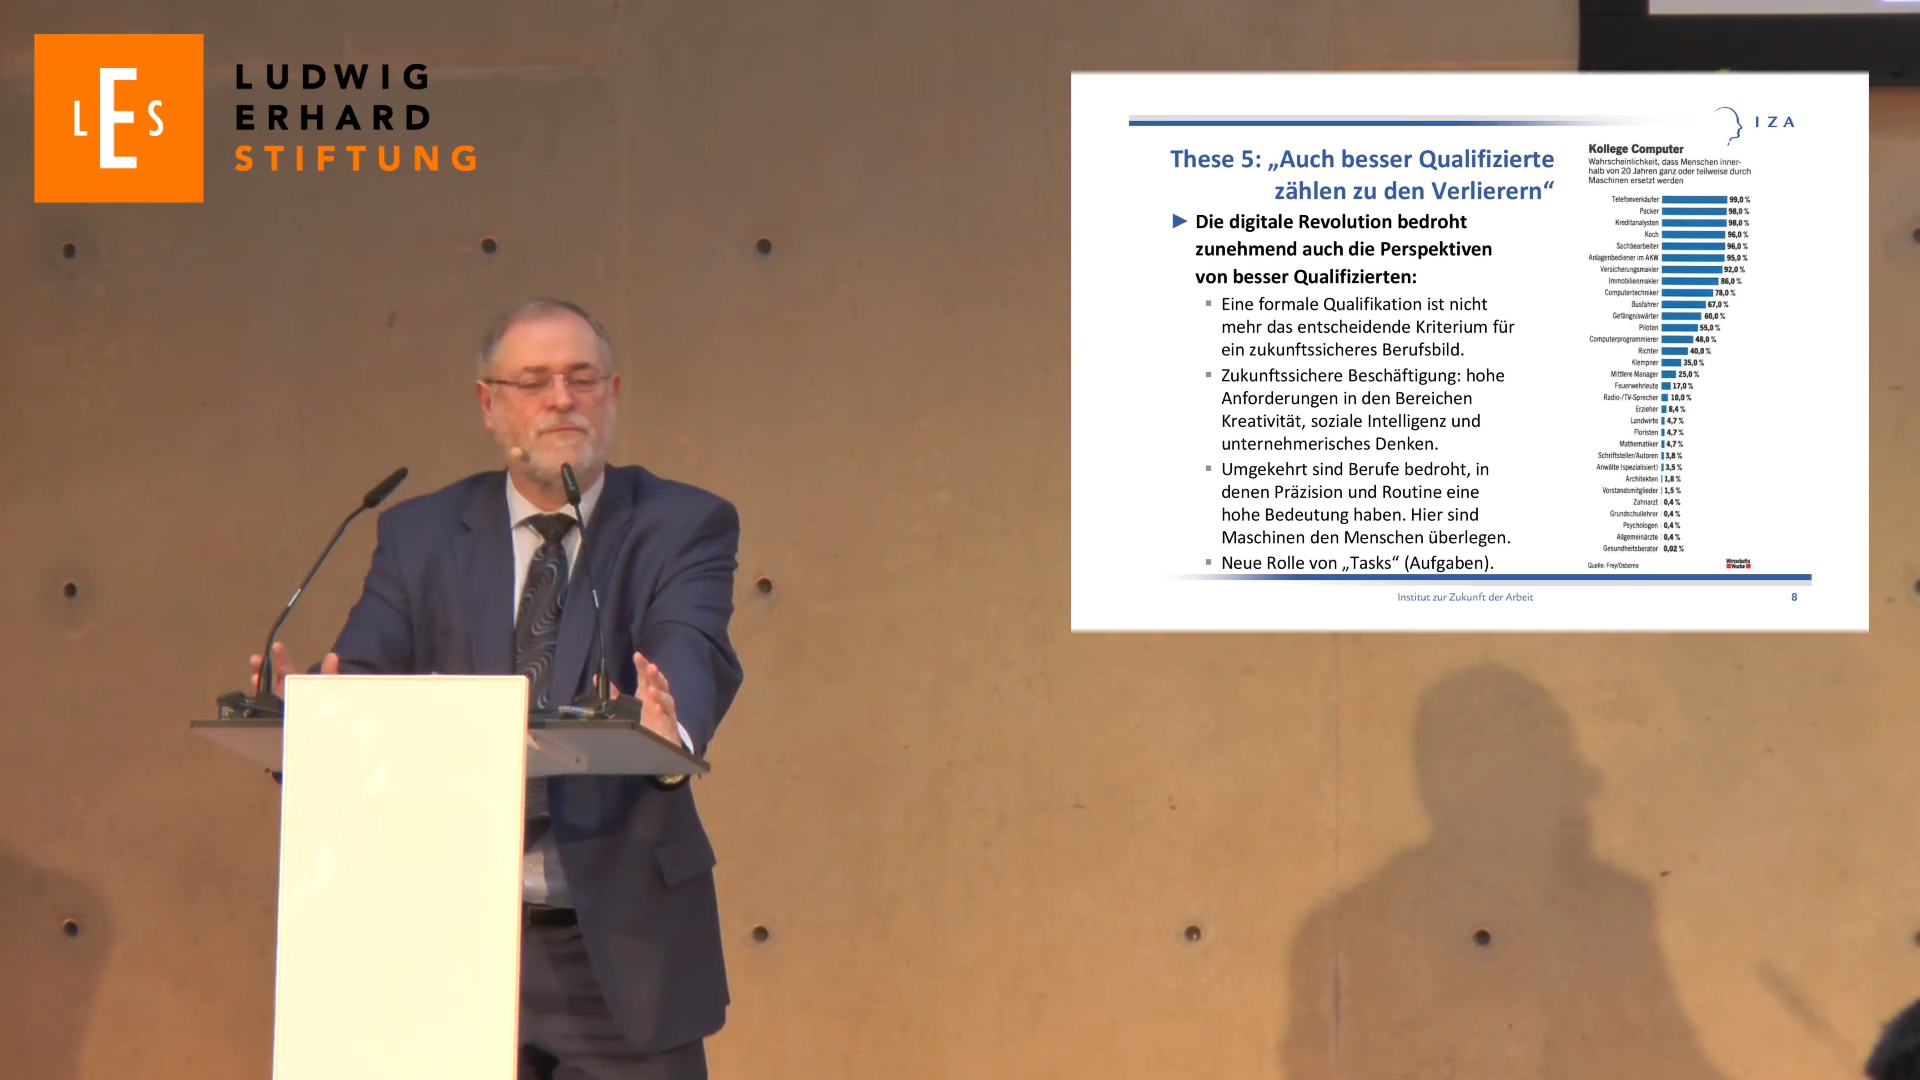 LES
LUDWIG
ERHARD
STIFTUNG
IZA
These 5: „Auch besser Qualifizierte
zählen zu den Verlierern“
Die digitale Revolution bedroht
zunehmend auch die Perspektiven
von besser Qualifizierten:
Eine formale Qualifikation ist nicht
mehr das entscheidende Kriterium für
ein zukunftssicheres Berufsbild.
Zukunftssichere Beschäftigung: hohe
Anforderungen in den Bereichen
Kreativität, soziale Intelligenz und
unternehmerisches Denken.
Umgekehrt sind Berufe bedroht, in
denen Präzision und Routine eine
hohe Bedeutung haben. Hier sind
Maschinen den Menschen überlegen.
Neue Rolle von „Tasks“ (Aufgaben).
Kollege Computer
Wahrscheinlichkeit, dass Menschen inner-
halb von 20 Jahren ganz oder teilweise durch
Maschinen ersetzt werden
Telefonverkäufer 99,0 %
Packer 98,0 %
Kreditanalysten 98,0 %
Koch 96,0 %
Sachbearbeiter 96,0 %
Anlagenbediener im AKW 95,0 %
Versicherungsmakler 92,0 %
Immobilienmakler 86,0 %
Computertechniker 78,0 %
Busfahrer 67,0 %
Gefängniswärter 60,0 %
Piloten 55,0 %
Computerprogrammierer 48,0 %
Richter 40,0 %
Klempner 35,0 %
Mittlere Manager 25,0 %
Feuerwehrleute 17,0 %
Radio-/TV-Sprecher 10,0 %
Erzieher 8,4 %
Landwirte 4,7 %
Floristen 4,7 %
Mathematiker 4,7 %
Schriftsteller/Autoren 3,8 %
Anwälte (spezialisiert) 3,5 %
Architekten 1,8 %
Vorstandsmitglieder 1,5 %
Zahnarzt 0,4 %
Grundschullehrer 0,4 %
Psychologen 0,4 %
Allgemeinärzte 0,4 %
Gesundheitsberater 0,02 %
Quelle: Frey/Osborne
Wirtschafts
Woche
Institut zur Zukunft der Arbeit
8